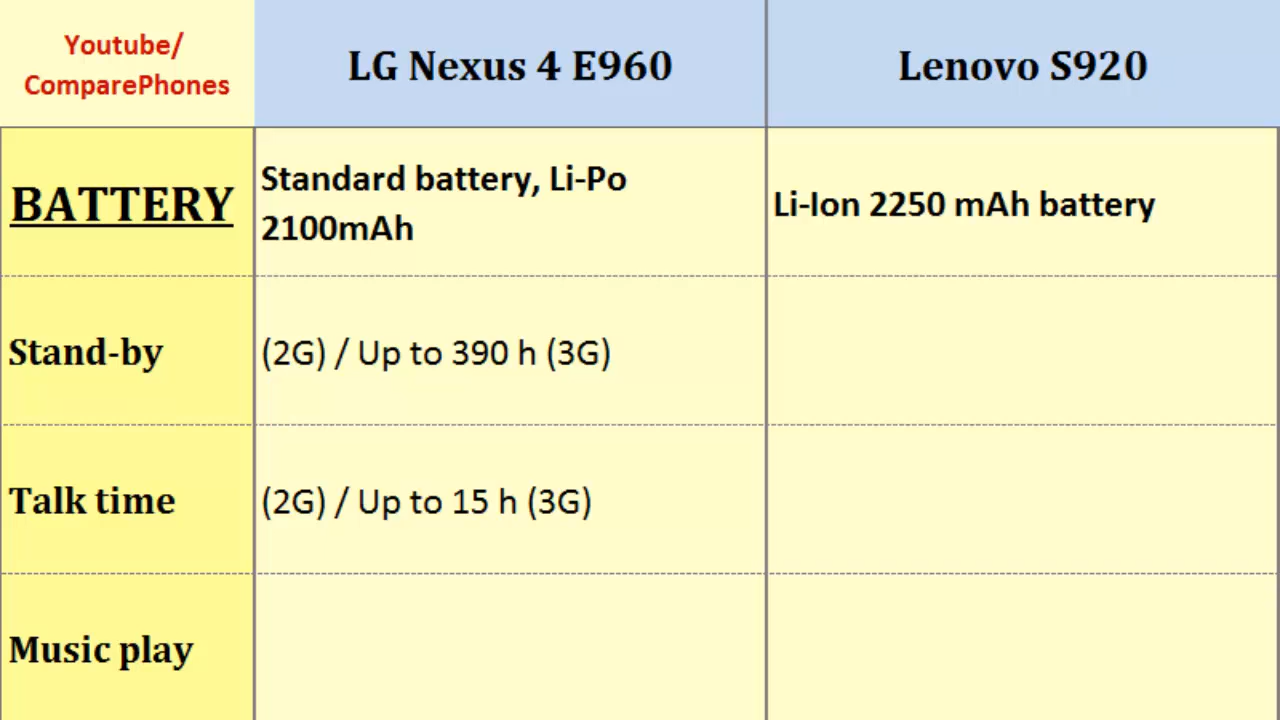 Youtube/
ComparePhones
LG Nexus 4 E960
Lenovo S920
BATTERY
Standard battery, Li-Po
2100mAh
Li-Ion 2250 mAh battery
Stand-by
(2G) / Up to 390 h (3G)
Talk time
(2G) / Up to 15 h (3G)
Music play